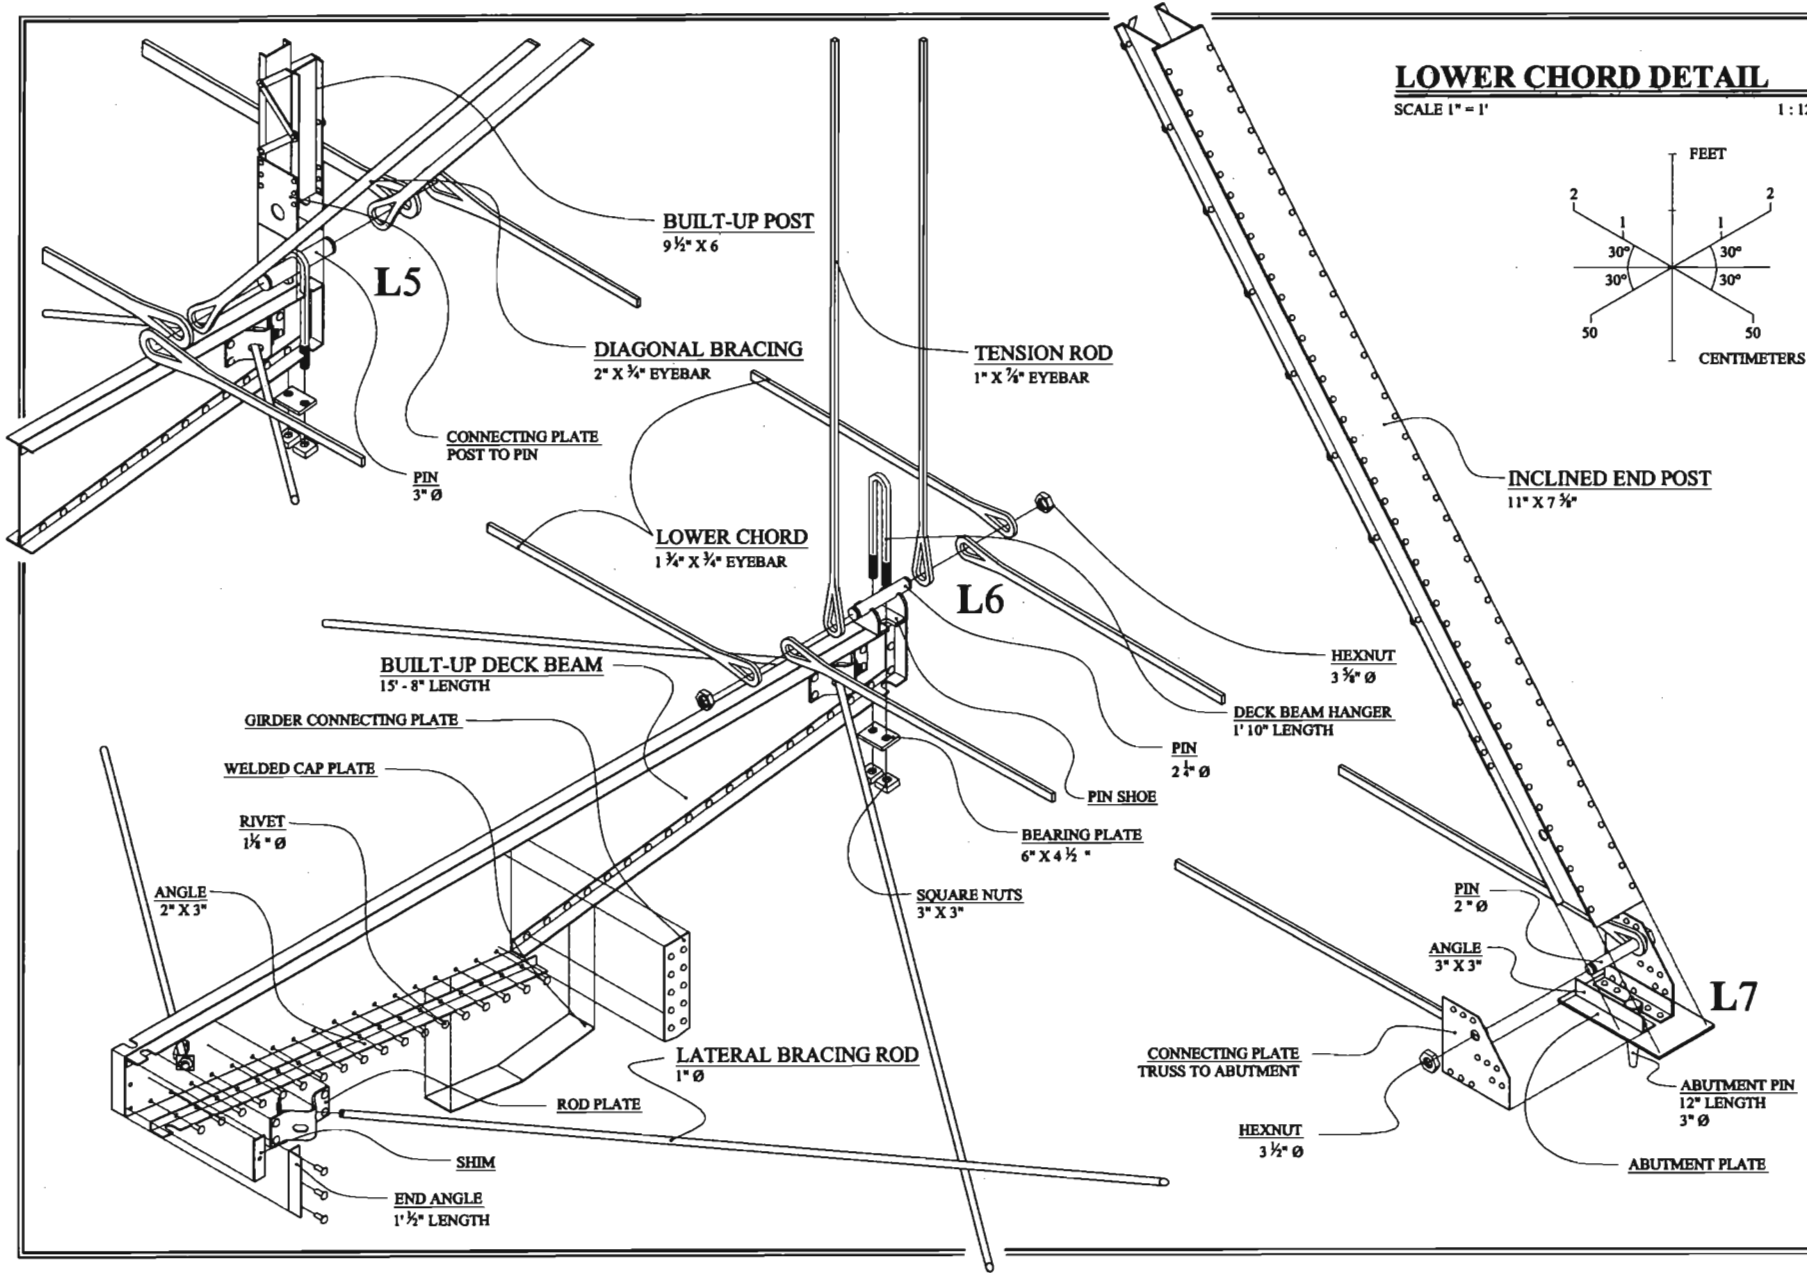 LOWER CHORD DETAIL
SCALE 1" = 1'
FEET
2
2
1
1
30°
30°
30°
30°
50
50
CENTIMETERS
BUILT-UP POST
9 ½" X 6
L5
DIAGONAL BRACING
2" X ¾" EYEBAR
CONNECTING PLATE
POST TO PIN
PIN
3" Ø
TENSION ROD
1" X ⅞" EYEBAR
LOWER CHORD
1 ¾" X ¾" EYEBAR
L6
INCLINED END POST
11" X 7 ⅝"
HEXNUT
3 ⅝" Ø
DECK BEAM HANGER
1' 10" LENGTH
PIN
2 ¼" Ø
PIN SHOE
BEARING PLATE
6" X 4 ½ "
SQUARE NUTS
3" X 3"
BUILT-UP DECK BEAM
15' - 8" LENGTH
GIRDER CONNECTING PLATE
WELDED CAP PLATE
RIVET
1⅛ " Ø
ANGLE
2" X 3"
LATERAL BRACING ROD
1" Ø
ROD PLATE
SHIM
END ANGLE
1' ½" LENGTH
PIN
2 " Ø
ANGLE
3" X 3"
L7
CONNECTING PLATE
TRUSS TO ABUTMENT
HEXNUT
3 ½" Ø
ABUTMENT PIN
12" LENGTH
3" Ø
ABUTMENT PLATE